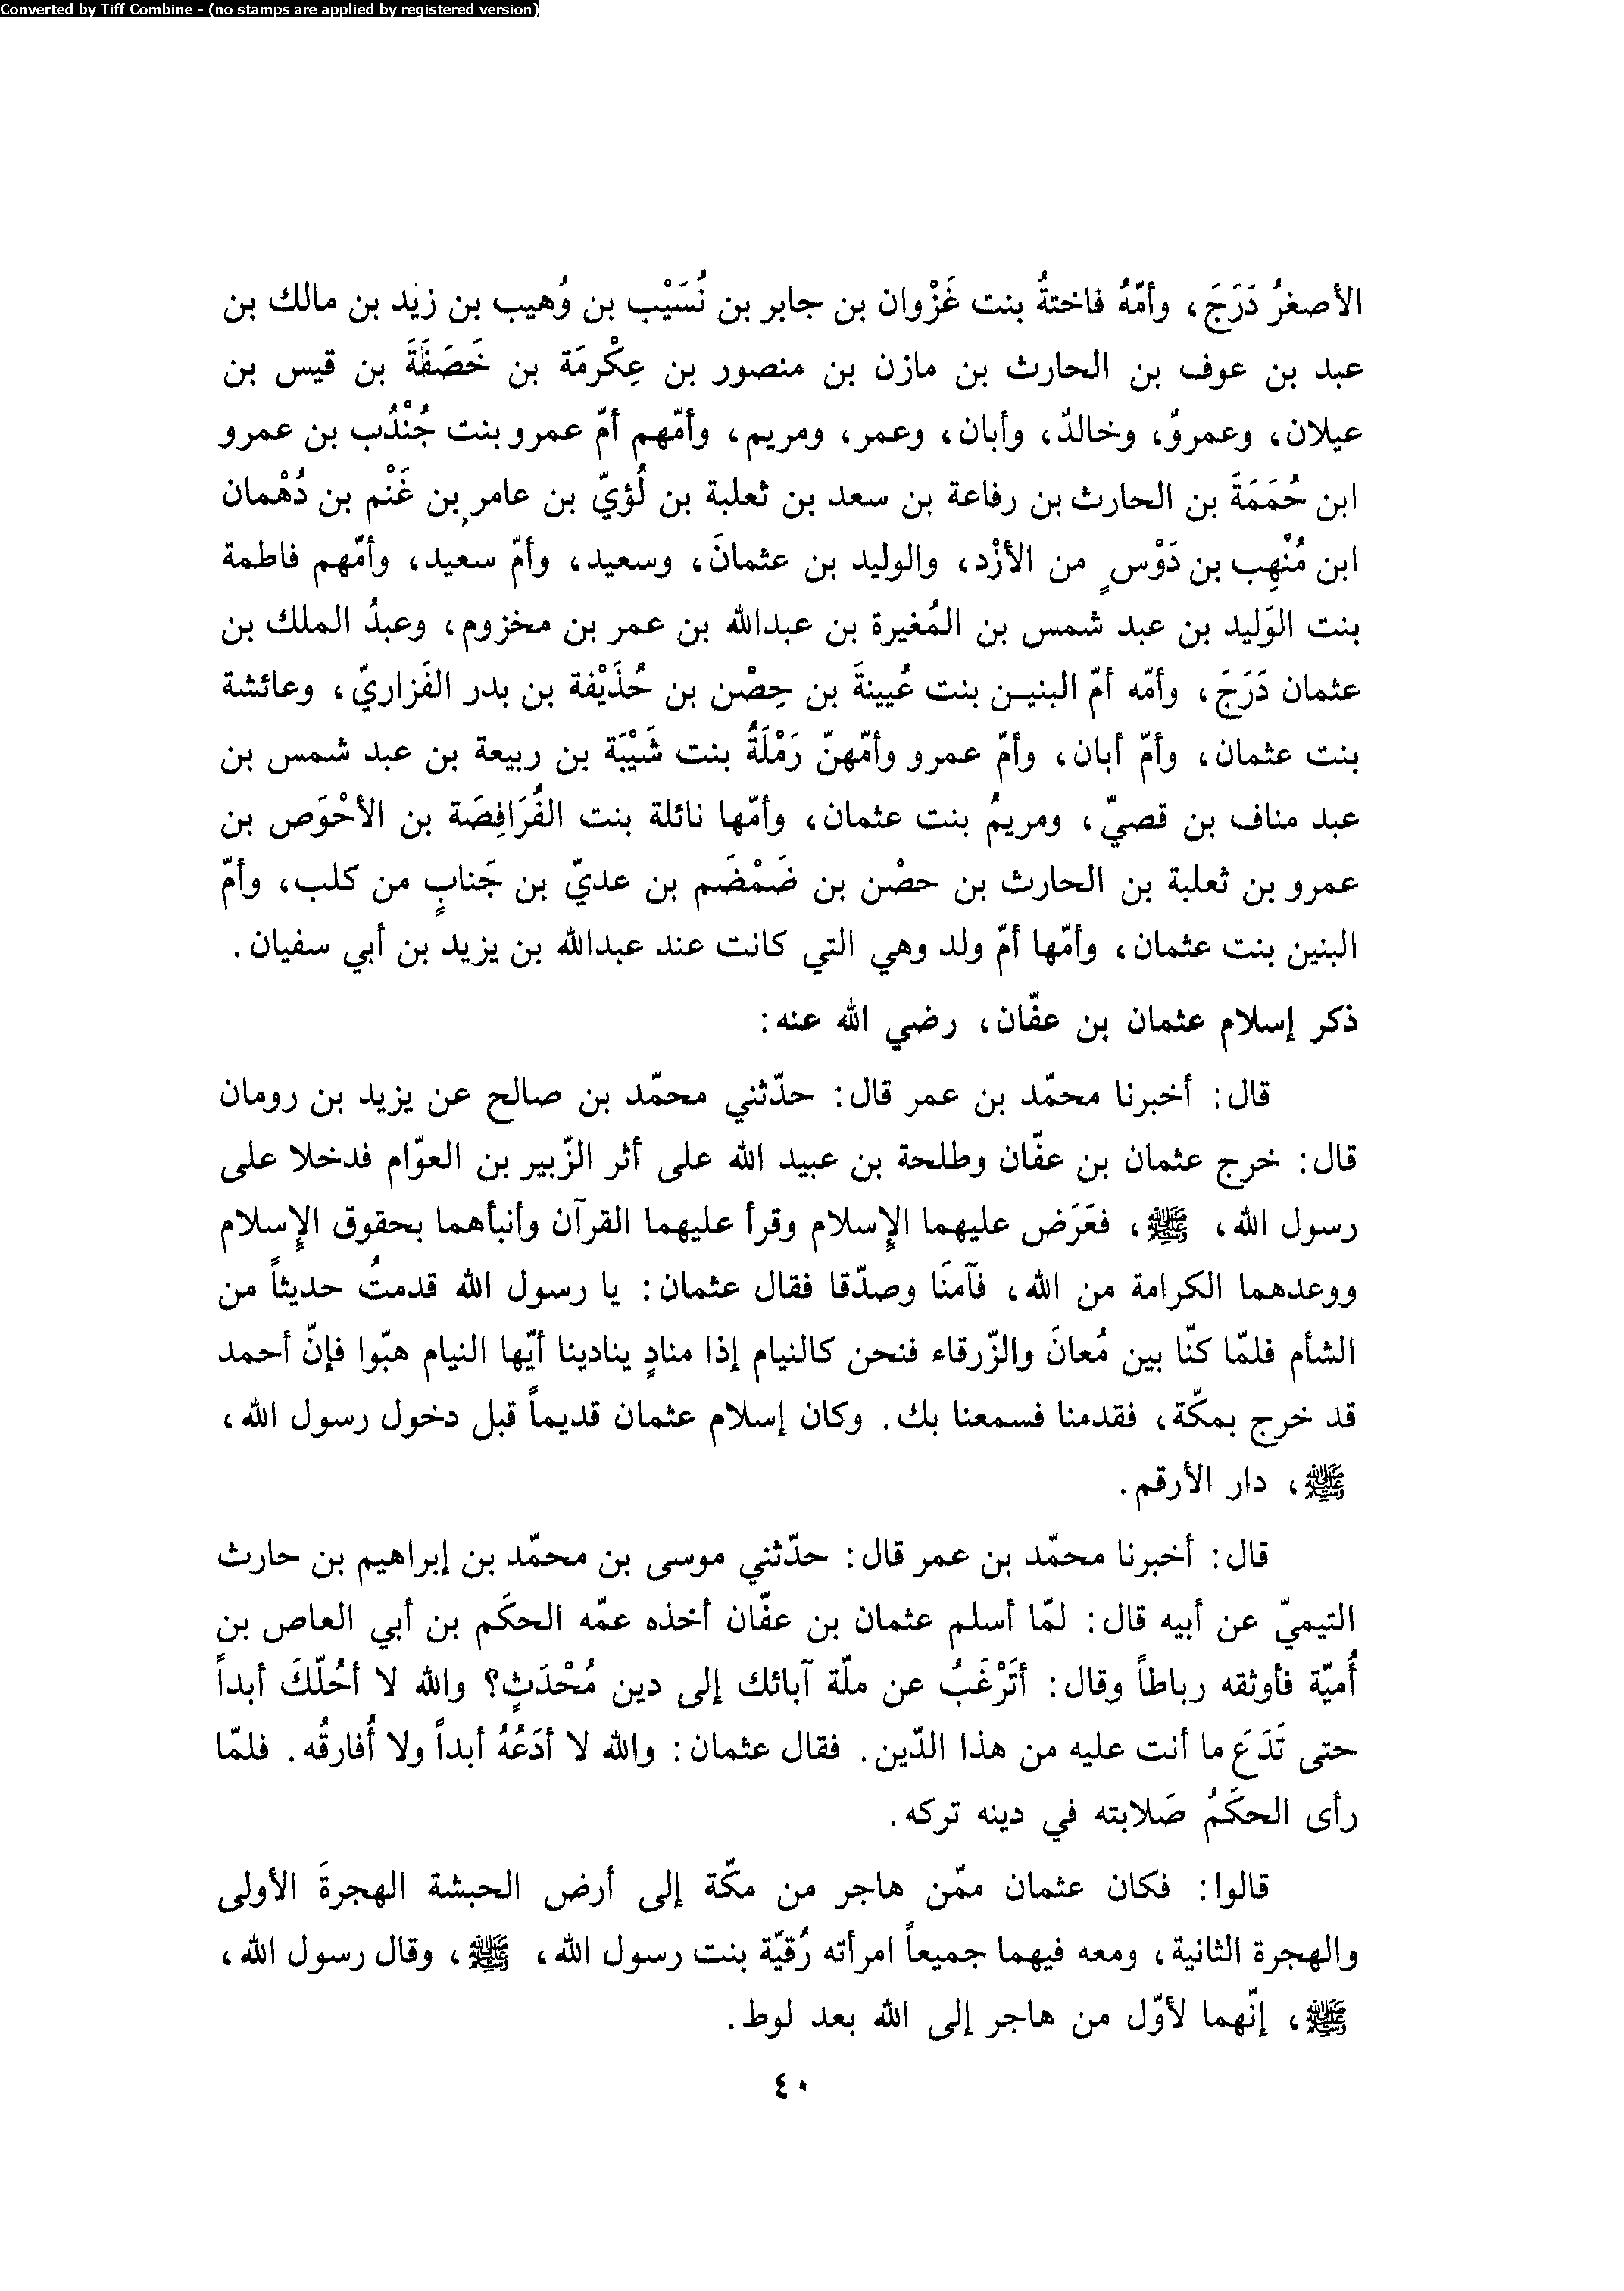 Converted by Tiff Combine - (no stamps are applied by registered version)
الأصغرُ دَرَجَ، وأمّهُ فاختةُ بنت غَزْوان بن جابر بن نُسَيْب بن وُهيب بن زيْد بن مالك بن
عبد بن عوف بن الحارث بن مازن بن منصور بن عِكْرمَة بن خَصَفَةَ بن قيس بن
عيلان، وعمروٌ، وخالدٌ، وأبان، وعمر، ومريم، وأمّهم أمّ عمرو بنت جُنْدُب بن عمرو
ابن حُمَمَةَ بن الحارث بن رفاعة بن سعد بن ثعلبة بن لُؤيّ بن عامر بن غَنْم بن دُهْمان
ابن مُنْهِب بن دَوْسٍ من الأزْد، والوليد بن عثمانَ، وسعيد، وأمّ سعيد، وأمّهم فاطمة
بنت الوَليد بن عبد شمس بن المُغيرة بن عبدالله بن عمر بن مخزوم، وعبدُ الملك بن
عثمان دَرَجَ، وأمّه أمّ البنيـن بنت عُيينةَ بن حِصْن بن حُذَيْفة بن بدر الفَزاريّ، وعائشة
بنت عثمان، وأمّ أبان، وأمّ عمرو وأمّهنّ رَمْلَةُ بنت شَيْبَة بن ربيعة بن عبد شمس بن
عبد مناف بن قصيّ، ومريمُ بنت عثمان، وأمّها نائلة بنت الفُرَافِصَة بن الأحْوَص بن
عمرو بن ثعلبة بن الحارث بن حصْن بن ضَمْضَم بن عديّ بن جَنابٍ من كلب، وأمّ
البنين بنت عثمان، وأمّها أمّ ولد وهي التي كانت عند عبدالله بن يزيد بن أبي سفيان.
ذكر إسلام عثمان بن عفّان، رضي الله عنه:
قال: أخبرنا محمّد بن عمر قال: حدّثني محمّد بن صالح عن يزيد بن رومان
قال: خرج عثمان بن عفّان وطلحة بن عبيد الله على أثر الزّبير بن العوّام فدخلا على
رسول الله، ﷺ، فعَرَض عليهما الإسلام وقرأ عليهما القرآن وأنبأهما بحقوق الإسلام
ووعدهما الكرامة من الله، فآمنَا وصدّقا فقال عثمان: يا رسول الله قدمتُ حديثاً من
الشأم فلمّا كنّا بين مُعانَ والزّرقاء فنحن كالنيام إذا منادٍ ينادينا أيّها النيام هبّوا فإنّ أحمد
قد خرج بمكّة، فقدمنا فسمعنا بك. وكان إسلام عثمان قديماً قبل دخول رسول الله،
ﷺ، دار الأرقم.
قال: أخبرنا محمّد بن عمر قال: حدّثني موسى بن محمّد بن إبراهيم بن حارث
التيميّ عن أبيه قال: لمّا أسلم عثمان بن عفّان أخذه عمّه الحكَم بن أبي العاص بن
أُميّة فأوثقه رباطاً وقال: أتَرْغَبُ عن ملّة آبائك إلى دين مُحْدَثٍ؟ والله لا أحُلّكَ أبداً
حتى تَدَعَ ما أنت عليه من هذا الدّين. فقال عثمان: والله لا أدَعُهُ أبداً ولا أُفارقُه. فلمّا
رأى الحكَمُ صَلابته في دينه تركه.
قالوا: فكان عثمان ممّن هاجر من مكّة إلى أرض الحبشة الهجرةَ الأولى
والهجرة الثانية، ومعه فيهما جميعاً امرأته رُقيّة بنت رسول الله، ﷺ، وقال رسول الله،
ﷺ، إنّهما لأوّل من هاجر إلى الله بعد لوط.
٤٠